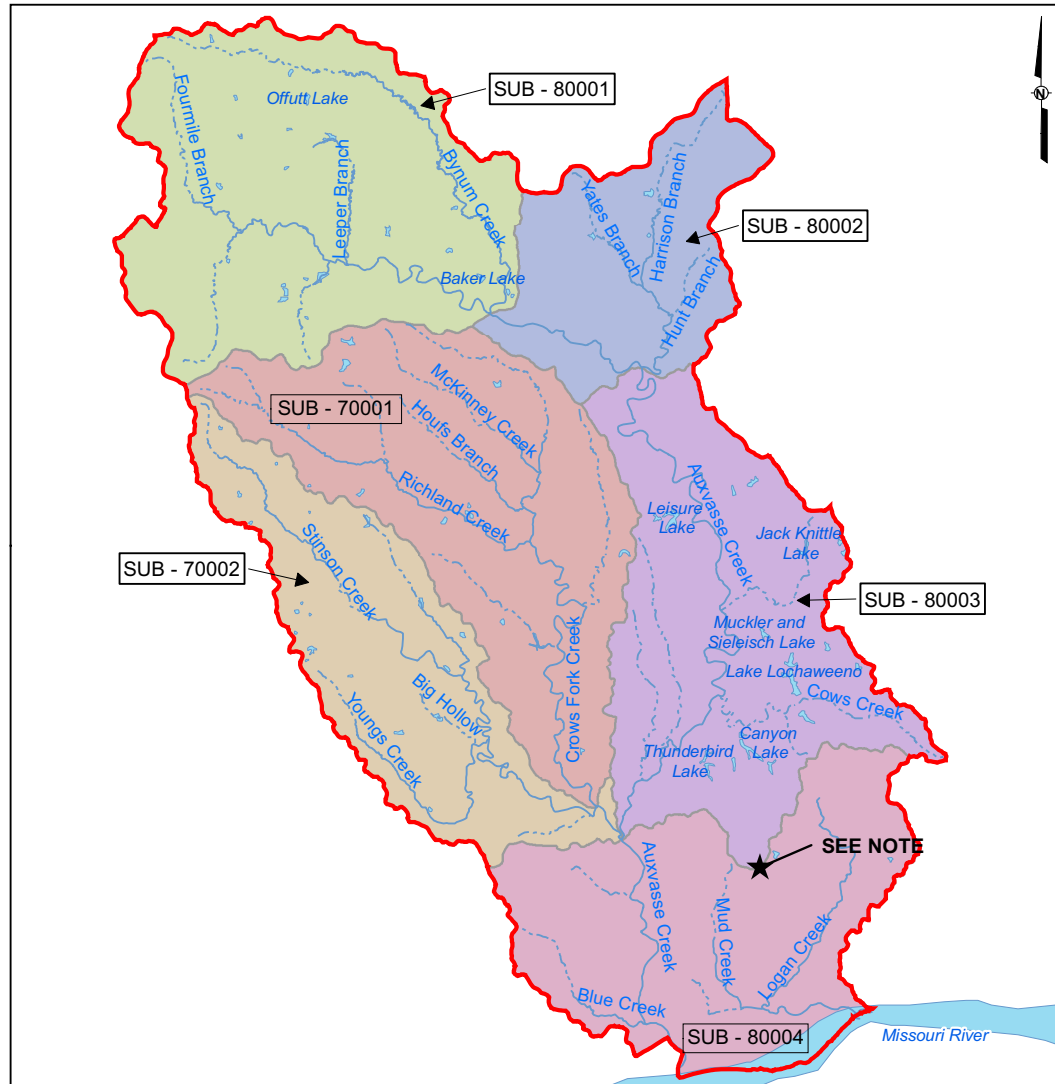 SUB - 80001
Offutt Lake
Fourmile Branch
Leeper Branch
Bynum Creek
Baker Lake
N
Yates Branch
Harrison Branch
Hunt Branch
SUB - 80002
SUB - 70001
McKinney Creek
Houfs Branch
Richland Creek
Crows Fork Creek
SUB - 70002
Stinson Creek
Big Hollow
Youngs Creek
Auxvasse Creek
Leisure
Lake
Jack Knittle
Lake
SUB - 80003
Muckler and
Sieleisch Lake
Lake Lochaweeno
Cows Creek
Canyon
Lake
Thunderbird
Lake
SEE NOTE
Auxvasse Creek
Mud Creek
Logan Creek
Blue Creek
SUB - 80004
Missouri River